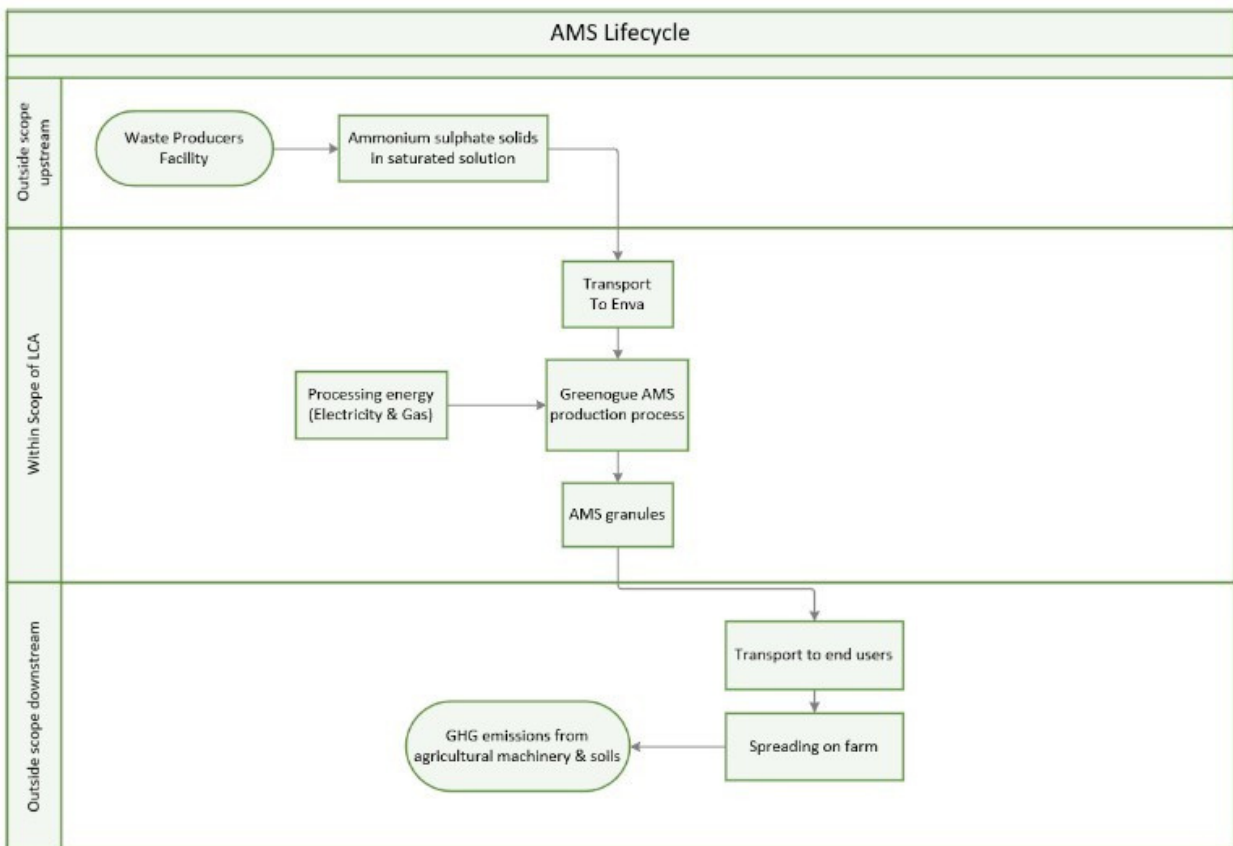 AMS Lifecycle
Outside scope
upstream
Waste Producers
Facility
Ammonium sulphate solids
in saturated solution
Within Scope of LCA
Transport
To Enva
Processing energy
(Electricity & Gas)
Greenogue AMS
production process
AMS granules
Outside scope downstream
Transport to end users
GHG emissions from
agricultural machinery & soils
Spreading on farm